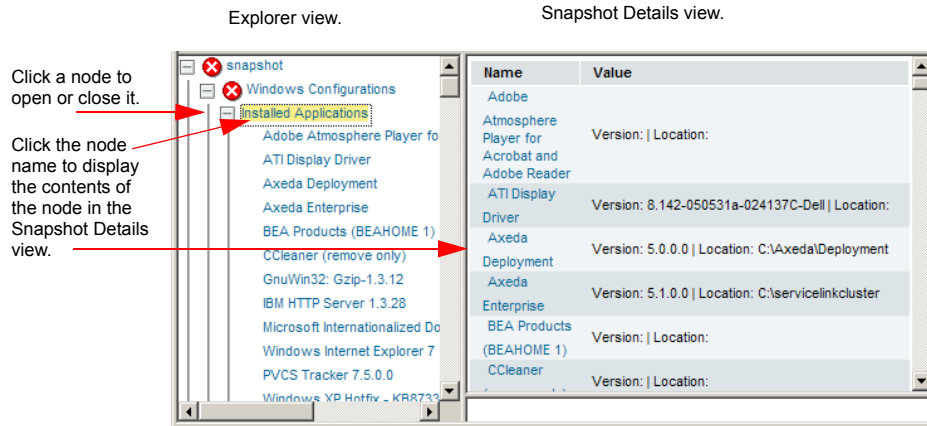 Explorer view.
Snapshot Details view.
Click a node to
open or close it.
Click the node
name to display
the contents of
the node in the
Snapshot Details
view.
snapshot
Windows Configurations
Installed Applications
Adobe Atmosphere Player fo
ATI Display Driver
Axeda Deployment
Axeda Enterprise
BEA Products (BEAHOME 1)
CCleaner (remove only)
GnuWin32: Gzip-1.3.12
IBM HTTP Server 1.3.28
Microsoft Internationalized Do
Windows Internet Explorer 7
PVCS Tracker 7.5.0.0
Windows XP Hotfix - KB8733
Name Value
Adobe
Atmosphere
Player for
Acrobat and
Adobe Reader
Version: | Location:
ATI Display
Driver
Version: 8.142-050531a-024137C-Dell | Location:
Axeda
Deployment
Version: 5.0.0.0 | Location: C:\Axeda\Deployment
Axeda
Enterprise
Version: 5.1.0.0 | Location: C:\servicelinkcluster
BEA Products
(BEAHOME 1)
Version: | Location:
CCleaner
Version: | Location: